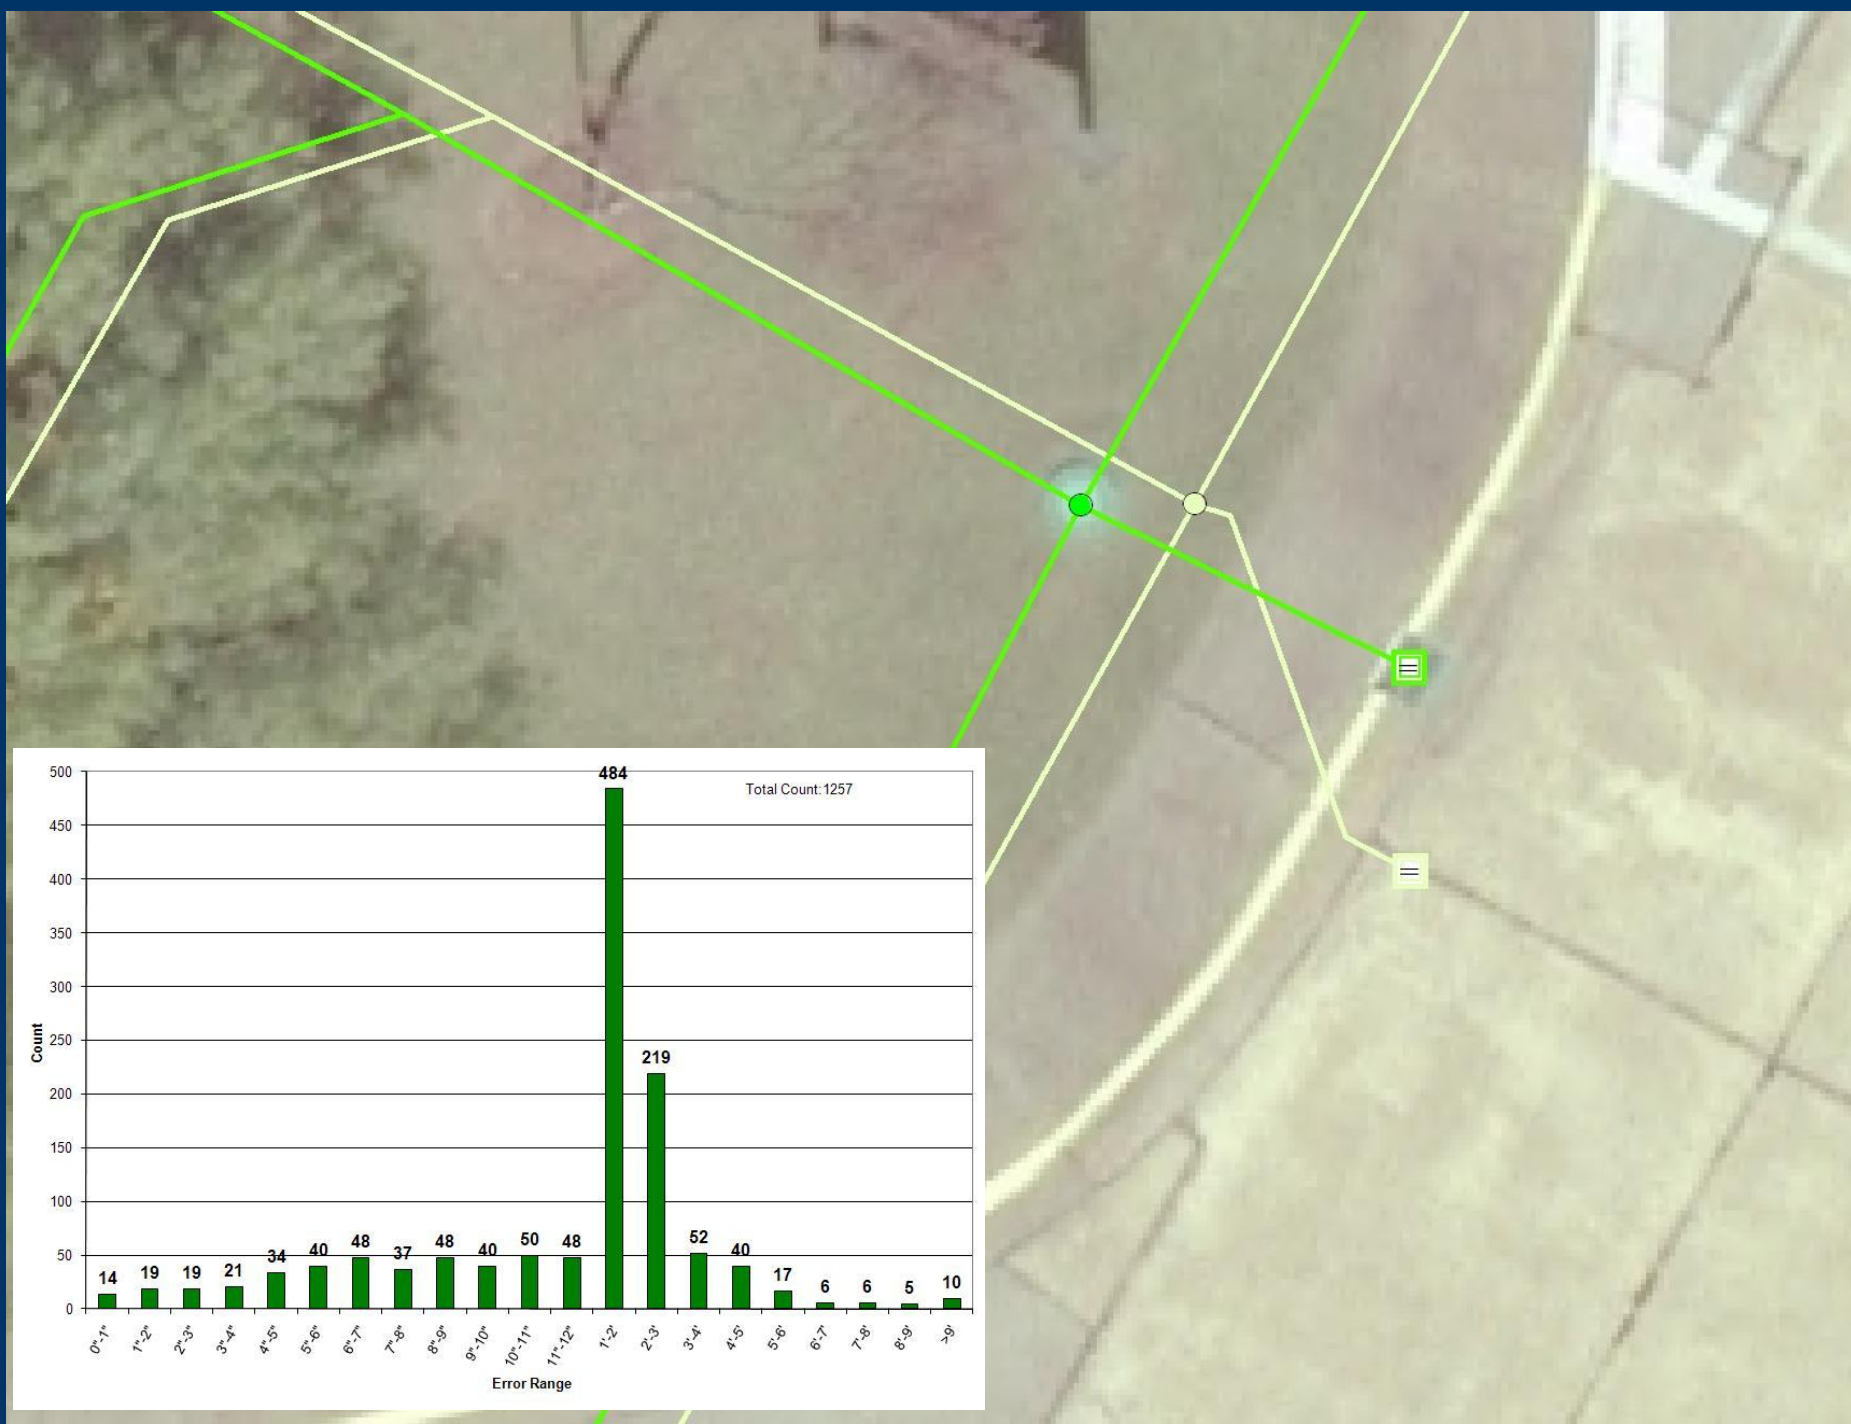 500
484
Total Count:1257
450
400
350
300
Count
250
219
200
150
100
50
0
14 19 19 21 34 40 48 37 48 40 50 48 52 40 17 6 6 5 10
0"-1" 1"-2" 2"-3" 3"-4" 4"-5" 5"-6" 6"-7" 7"-8" 8"-9" 9"-10" 10"-11" 11"-12" 1'-2' 2'-3' 3'-4' 4'-5' 5'-6' 6'-7' 7'-8' 8'-9' >9'
Error Range